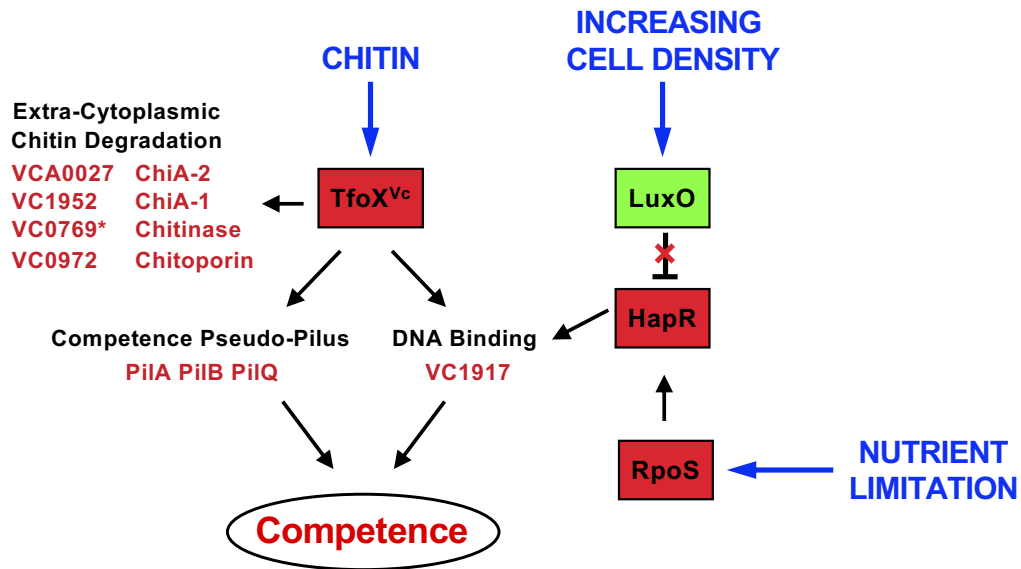 INCREASING
CELL DENSITY
CHITIN
Extra-Cytoplasmic
Chitin Degradation
VCA0027 ChiA-2
VC1952 ChiA-1
VC0769* Chitinase
VC0972 Chitoporin
TfoXVc
LuxO
HapR
Competence Pseudo-Pilus
PilA PilB PilQ
DNA Binding
VC1917
RpoS
NUTRIENT
LIMITATION
Competence